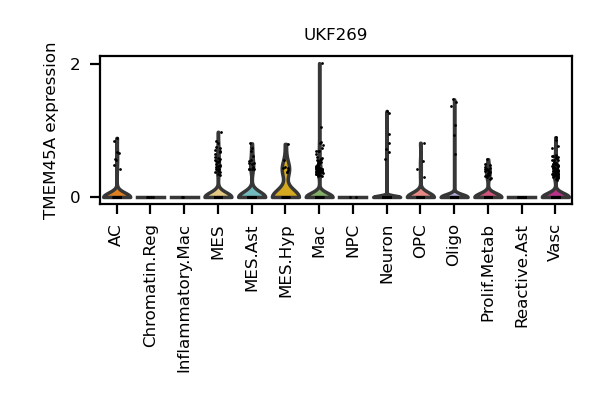 UKF269
TMEM45A expression
2
0
AC
Chromatin.Reg
Inflammatory.Mac
MES
MES.Ast
MES.Hyp
Mac
NPC
Neuron
OPC
Oligo
Prolif.Metab
Reactive.Ast
Vasc